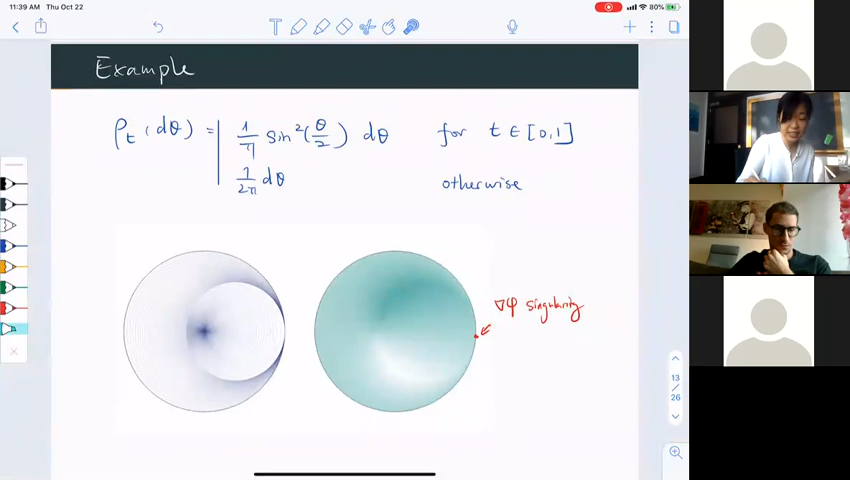 11:39 AM Thu Oct 22
80%
Example
ρ_t (dθ) = | 1/π sin²(θ/2) dθ for t ∈ [0,1]
1/2π dθ otherwise
∇φ singularity
13
/
26